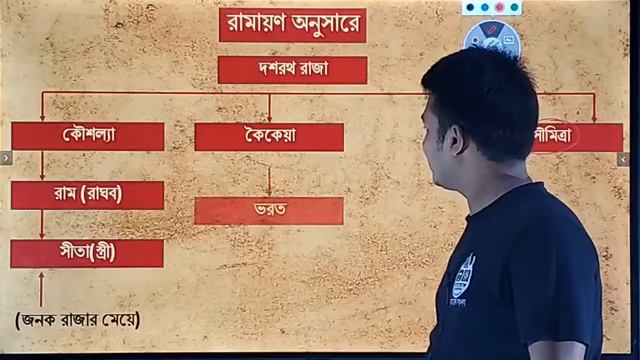 রামায়ণ অনুসারে
দশরথ রাজা
কৌশল্যা
কৈকেয়া
রাম (রাঘব)
ভরত
সীতা(স্ত্রী)
(জনক রাজার মেয়ে)